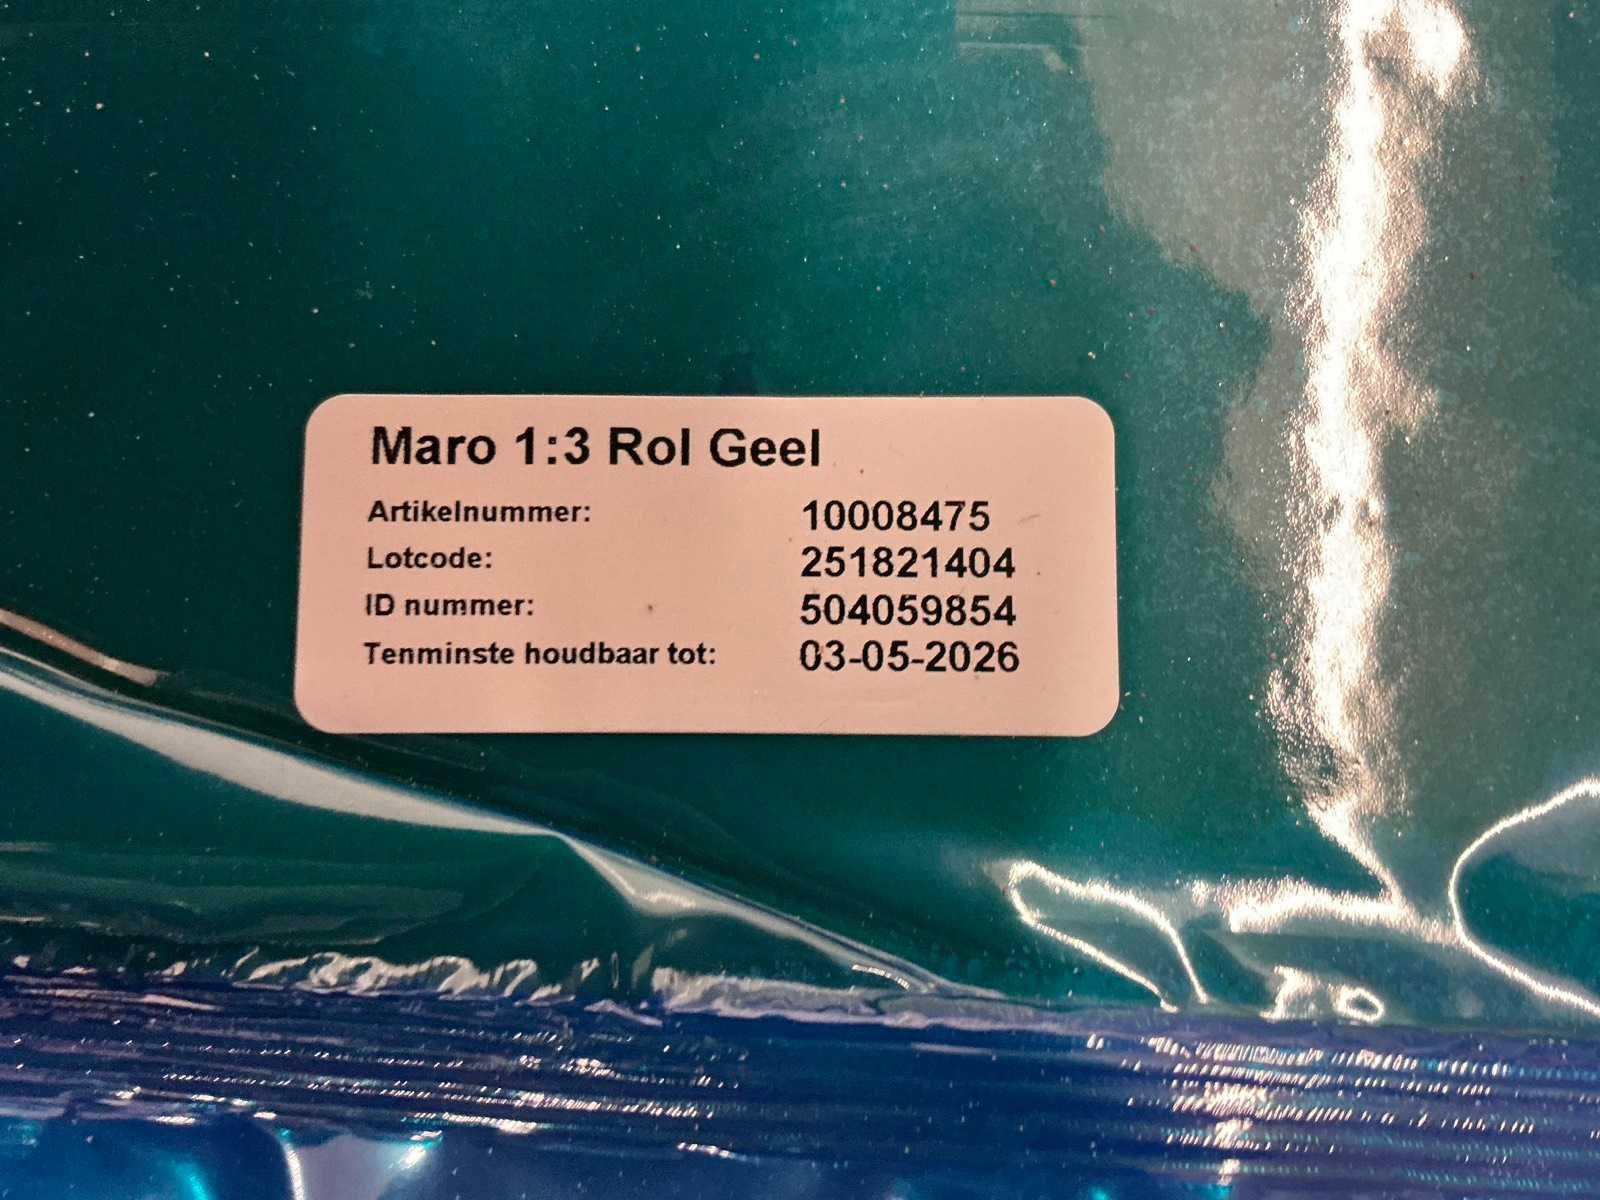 Maro 1:3 Rol Geel
Artikelnummer: 10008475
Lotcode: 251821404
ID nummer: 504059854
Tenminste houdbaar tot: 03-05-2026